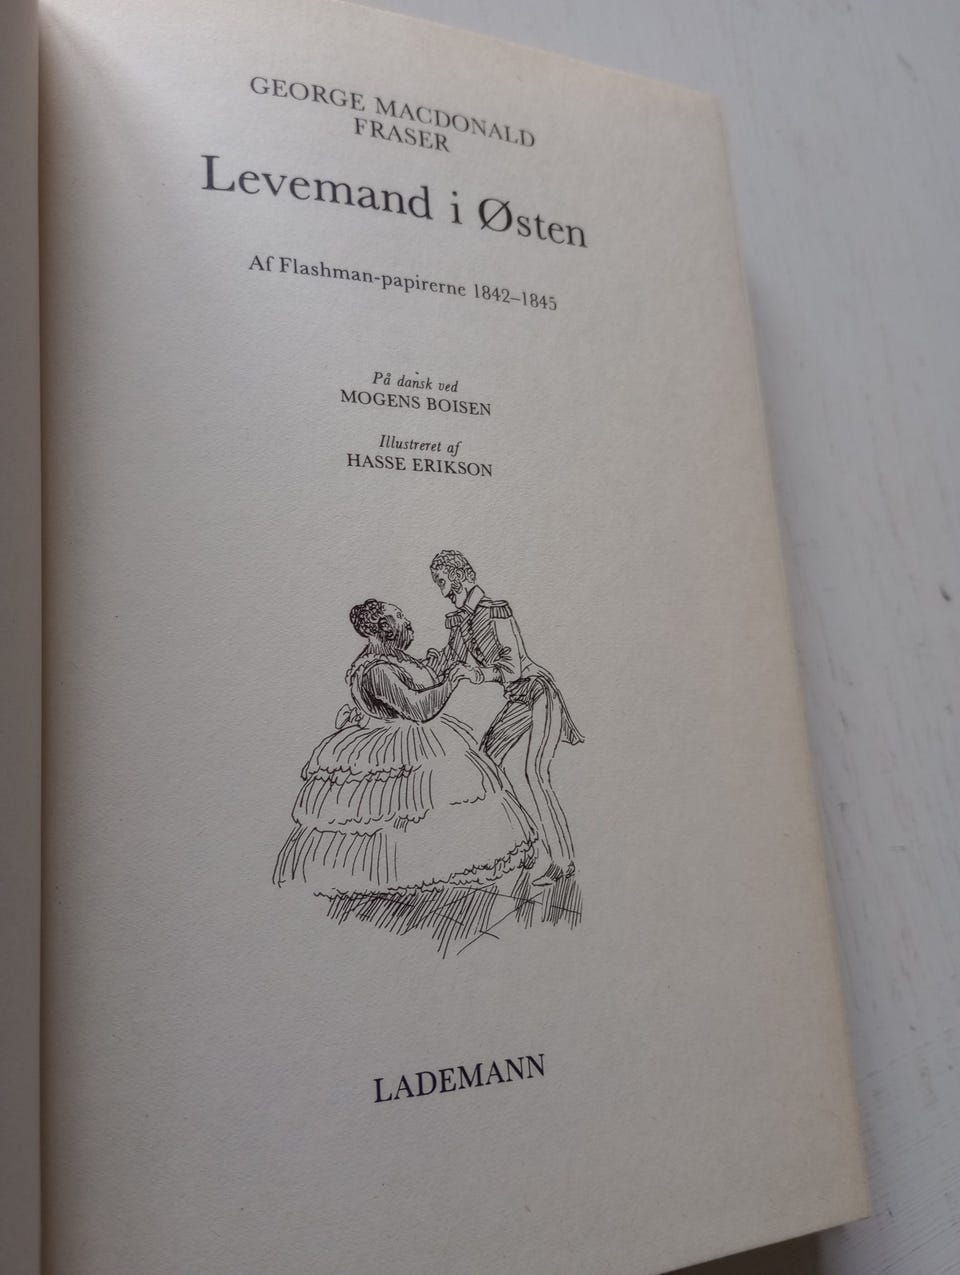 GEORGE MACDONALD
FRASER
Levemand i Østen
Af Flashman-papirerne 1842–1845
På dansk ved
MOGENS BOISEN
Illustreret af
HASSE ERIKSON
LADEMANN